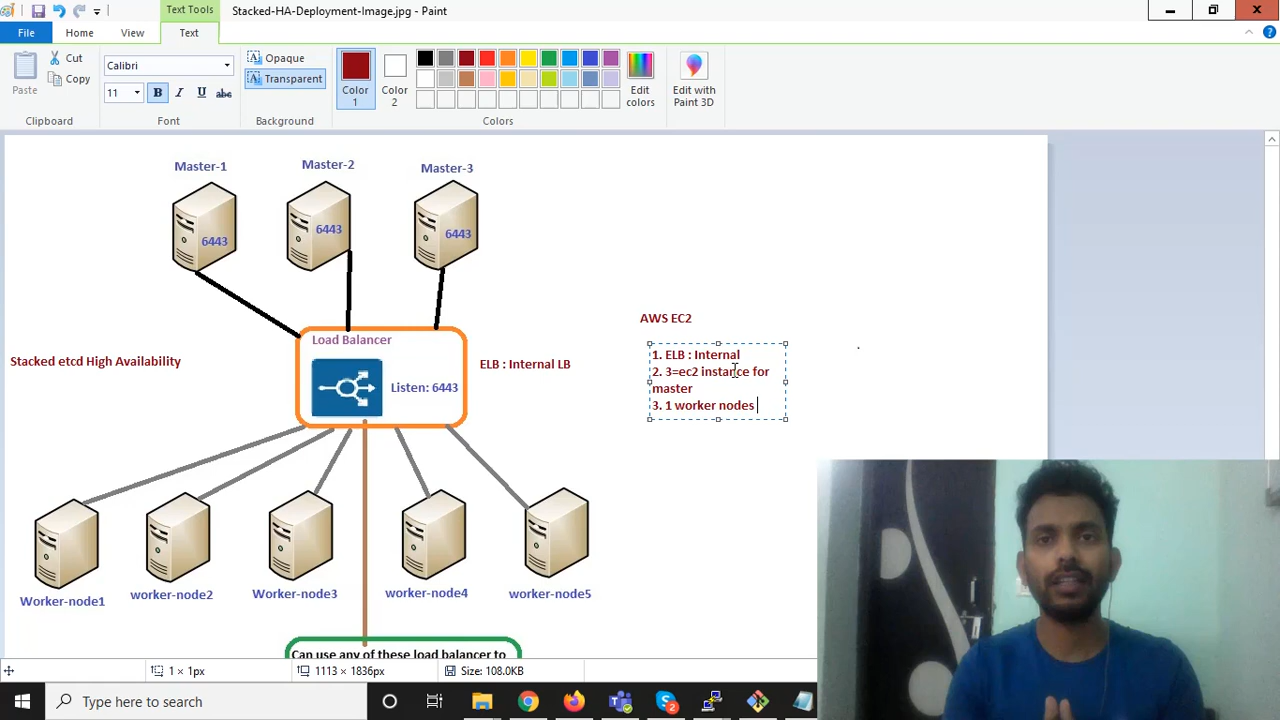 Text Tools
Stacked-HA-Deployment-Image.jpg - Paint
File
Home
View
Text
Paste
Cut
Copy
Clipboard
Calibri
11
B
I
U
abc
Font
Opaque
Transparent
Background
Color
1
Color
2
Edit
colors
Edit with
Paint 3D
Colors
Master-1
Master-2
Master-3
6443
6443
6443
Load Balancer
Listen: 6443
Stacked etcd High Availability
ELB : Internal LB
AWS EC2
1. ELB : Internal
2. 3=ec2 instance for
master
3. 1 worker nodes
Worker-node1
worker-node2
Worker-node3
worker-node4
worker-node5
Can use any of these load balancer to
1 × 1px
1113 × 1836px
Size: 108.0KB
Type here to search
2